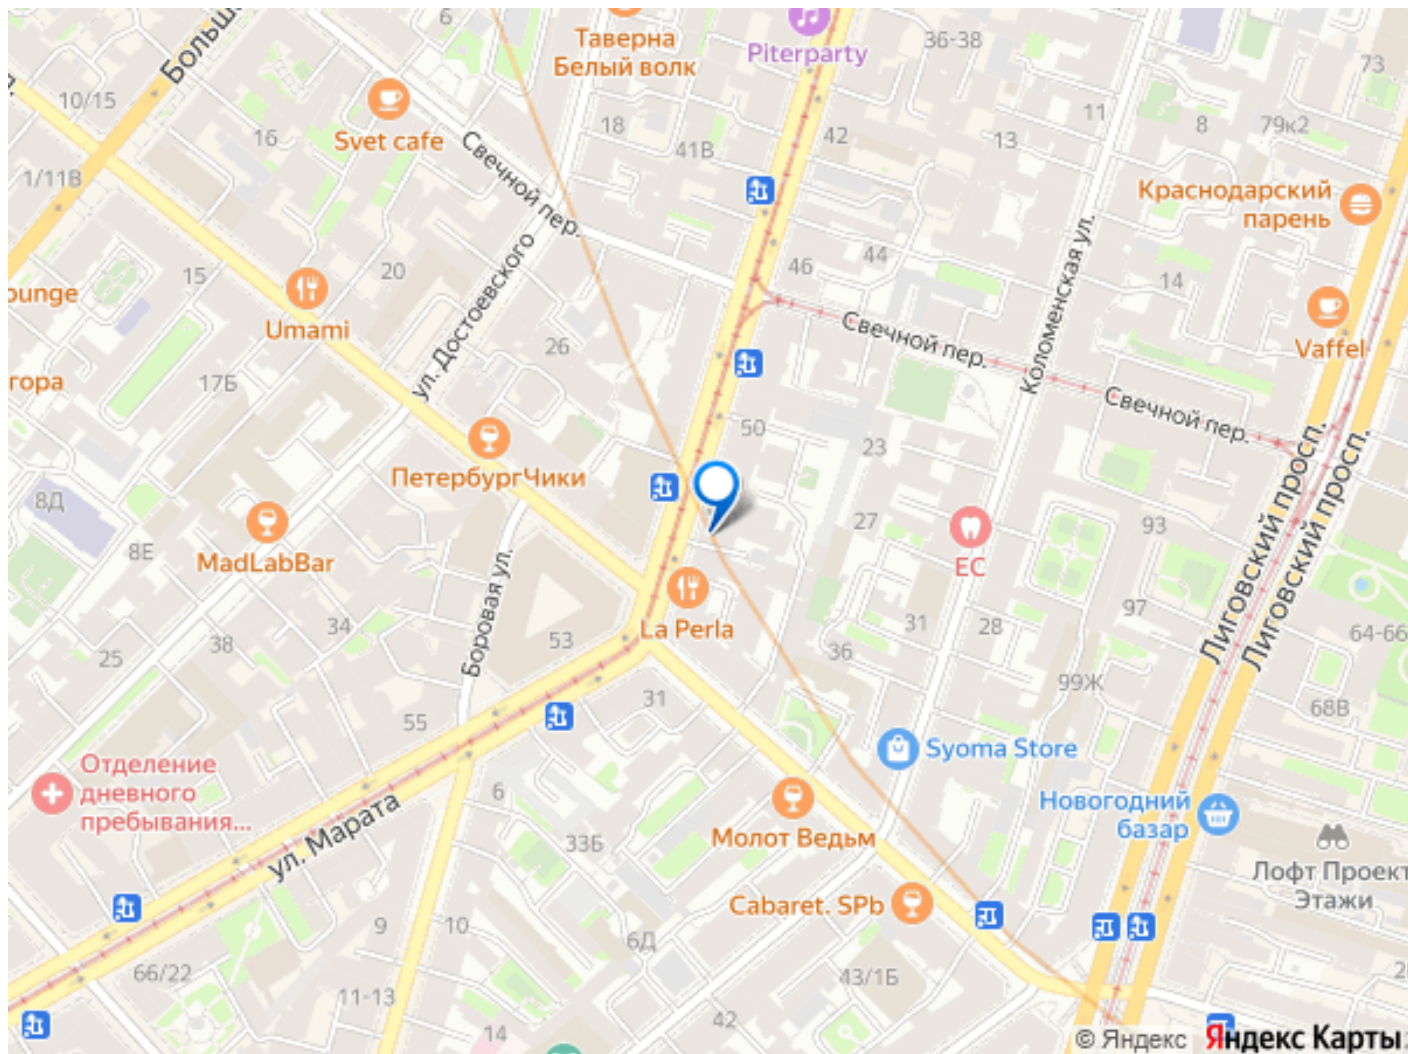 6
Таверна
Белый волк
Piterparty
36-38
73
10/15
Svet cafe
16
18
41В
42
13
11
8
79к2
1/11В
Свечной пер.
Краснодарский
парень
15
20
ул. Достоевского
46
44
14
Коломенская ул.
Umami
26
Свечной пер.
Vaffel
17Б
Свечной пер.
50
23
ПетербургЧики
8Д
MadLabBar
8Е
27
ЕС
93
Лиговский просп.
Лиговский просп.
Боровая ул.
La Perla
34
38
25
53
31
28
97
64-66
36
99Ж
31
55
68В
Syoma Store
Отделение
дневного
пребывания...
6
ул. Марата
33Б
Молот Ведьм
Новогодний
базар
Лофт Проект
Этажи
Cabaret. SPb
9
10
6Д
66/22
11-13
43/1Б
14
42
© Яндекс
Яндекс Карты